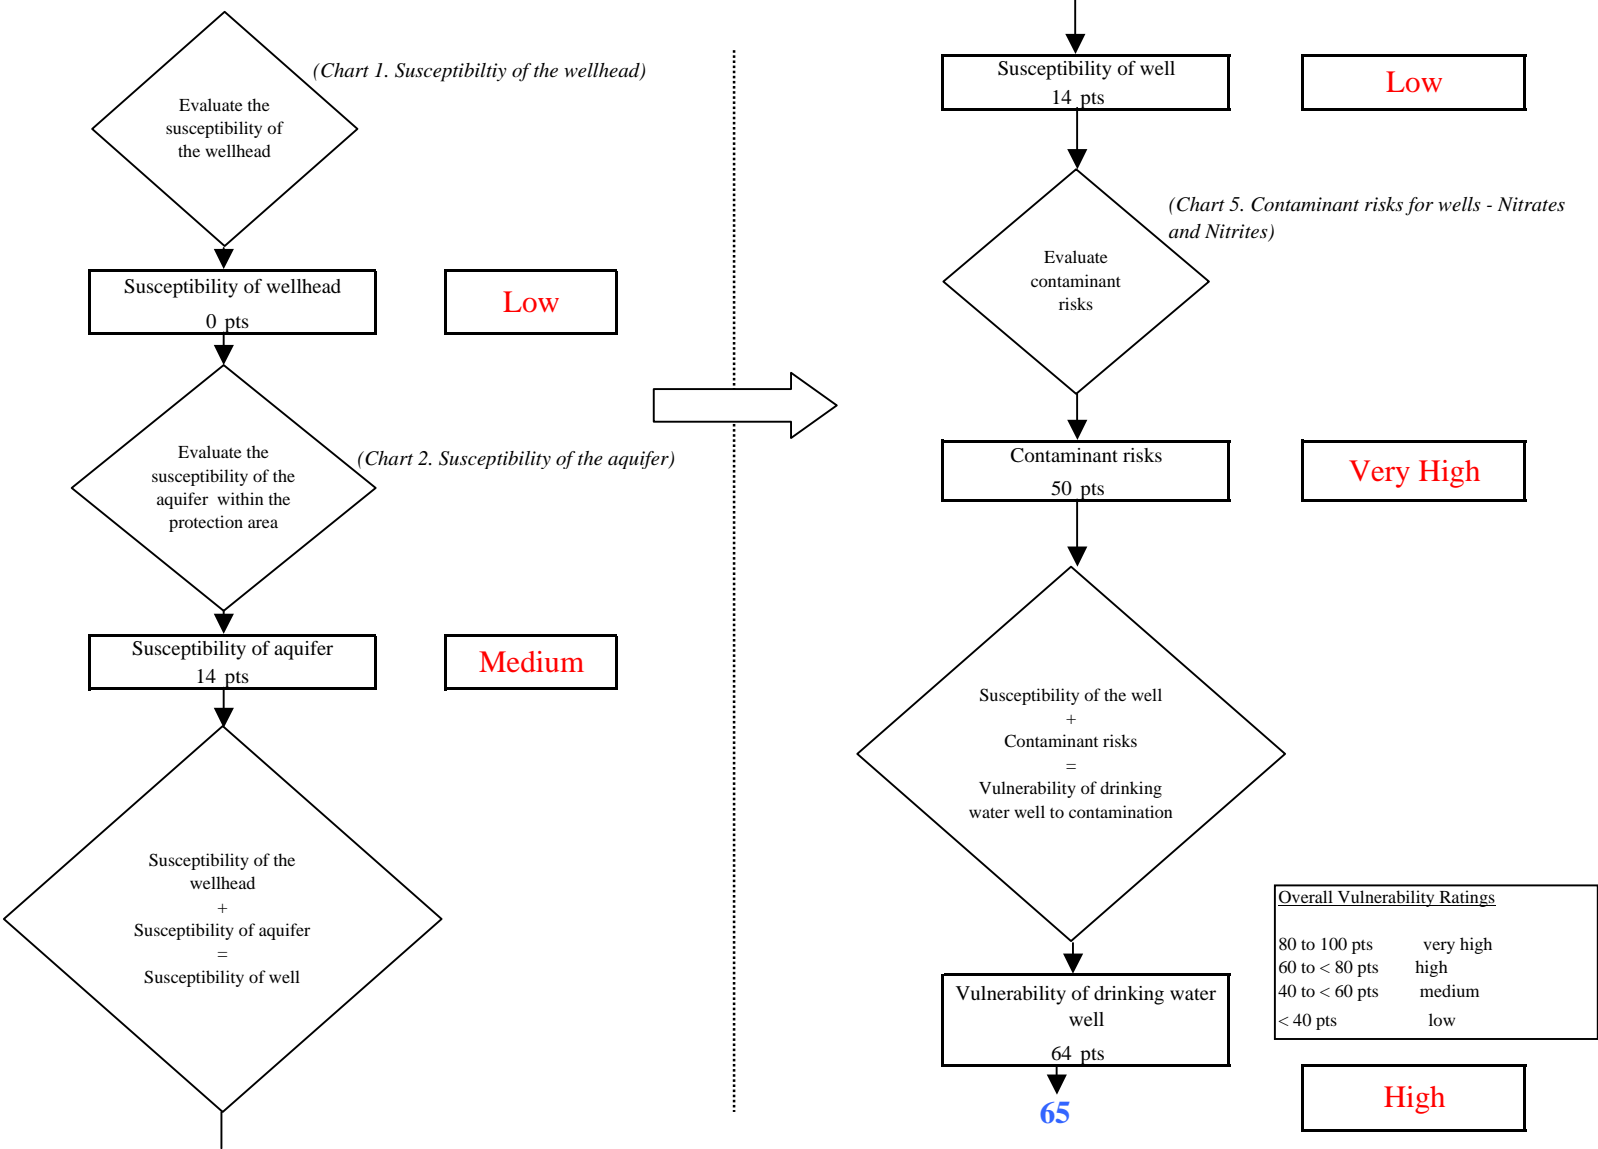 (Chart 1. Susceptibiltiy of the wellhead)
Evaluate the
susceptibility of
the wellhead
Susceptibility of wellhead
0 pts
Low
Evaluate the
susceptibility of the
aquifer within the
protection area
(Chart 2. Susceptibility of the aquifer)
Susceptibility of aquifer
14 pts
Medium
Susceptibility of the
wellhead
+
Susceptibility of aquifer
=
Susceptibility of well
Susceptibility of well
14 pts
Low
(Chart 5. Contaminant risks for wells - Nitrates
and Nitrites)
Evaluate
contaminant
risks
Contaminant risks
50 pts
Very High
Susceptibility of the well
+
Contaminant risks
=
Vulnerability of drinking
water well to contamination
Overall Vulnerability Ratings
80 to 100 pts very high
60 to < 80 pts high
40 to < 60 pts medium
< 40 pts low
Vulnerability of drinking water
well
64 pts
65
High